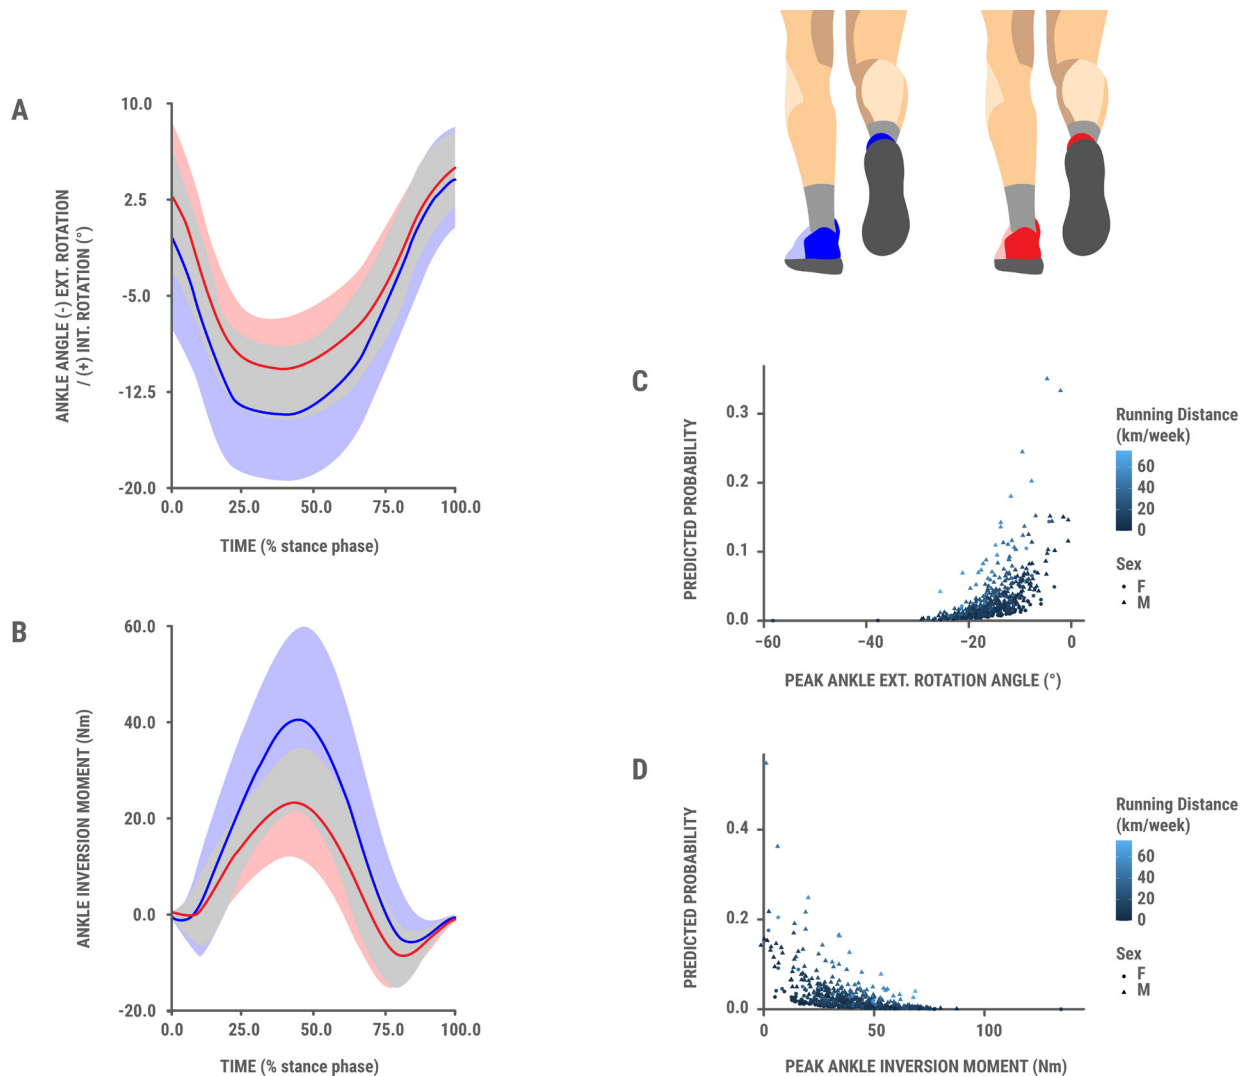 A
10.0
2.5
-5.0
-12.5
-20.0
ANKLE ANGLE (-) EXT. ROTATION
/ (+) INT. ROTATION (°)
0.0 25.0 50.0 75.0 100.0
TIME (% stance phase)
B
60.0
40.0
20.0
0.0
-20.0
ANKLE INVERSION MOMENT (Nm)
0.0 25.0 50.0 75.0 100.0
TIME (% stance phase)
C
0.3
0.2
0.1
0.0
PREDICTED PROBABILITY
−60 −40 −20 0
PEAK ANKLE EXT. ROTATION ANGLE (°)
Running Distance
(km/week)
60
40
20
0
Sex
F
M
D
0.4
0.2
0.0
PREDICTED PROBABILITY
0 50 100
PEAK ANKLE INVERSION MOMENT (Nm)
Running Distance
(km/week)
60
40
20
0
Sex
F
M